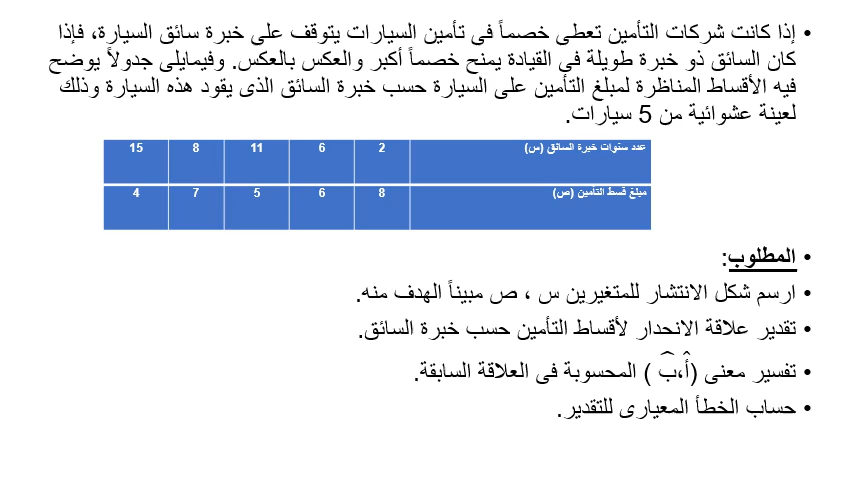 • إذا كانت شركات التأمين تعطى خصماً فى تأمين السيارات يتوقف على خبرة سائق السيارة، فإذا
كان السائق ذو خبرة طويلة فى القيادة يمنح خصماً أكبر والعكس بالعكس. وفيمايلى جدولاً يوضح
فيه الأقساط المناظرة لمبلغ التأمين على السيارة حسب خبرة السائق الذى يقود هذه السيارة وذلك
لعينة عشوائية من 5 سيارات.
عدد سنوات خبرة السائق (س) 2 6 11 8 15
مبلغ قسط التأمين (ص) 8 6 5 7 4
• المطلوب:
• ارسم شكل الانتشار للمتغيرين س ، ص مبيناً الهدف منه.
• تقدير علاقة الانحدار لأقساط التأمين حسب خبرة السائق.
• تفسير معنى (أ̂،ب̂ ) المحسوبة فى العلاقة السابقة.
• حساب الخطأ المعيارى للتقدير.